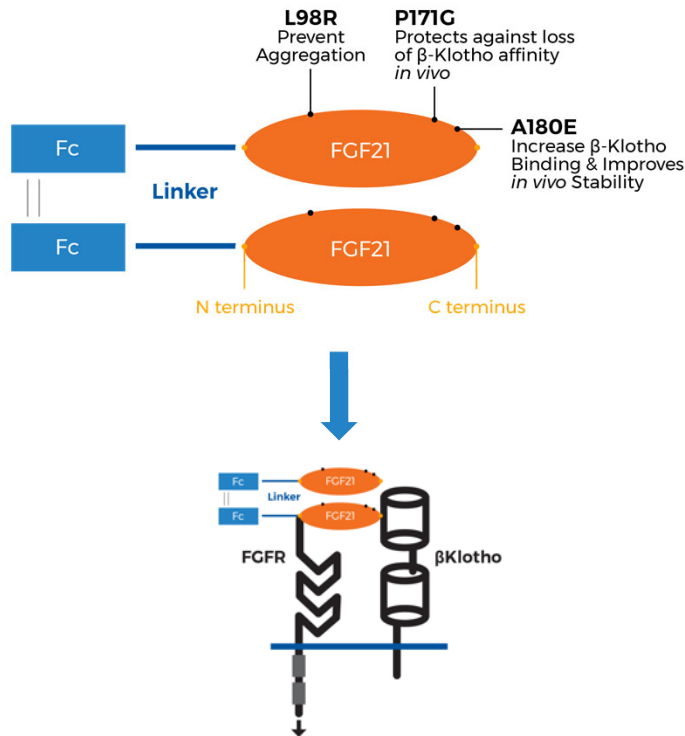 L98R
Prevent
Aggregation
P171G
Protects against loss
of β-Klotho affinity
in vivo
A180E
Increase β-Klotho
Binding & Improves
in vivo Stability
Fc
FGF21
Linker
Fc
FGF21
N terminus
C terminus
Fc
FGF21
Linker
Fc
FGF21
FGFR
βKlotho